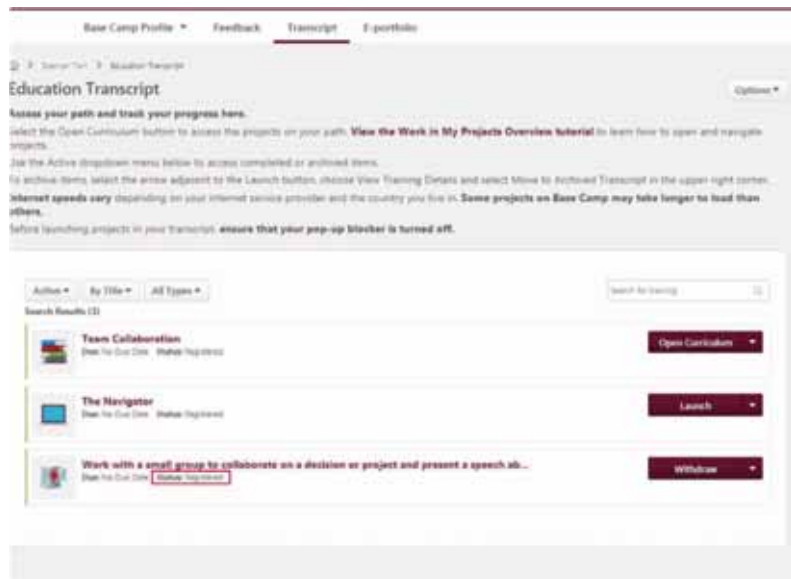 Base Camp Profile Feedback Transcript E-portfolio
Education Transcript
Education Transcript
Options
Access your path and track your progress here.
Select the Open Curriculum button to access the projects on your path. View the Work in My Projects Overview tutorial to learn how to open and navigate
projects.
Use the Active dropdown menu below to access completed or archived items.
To archive items, select the arrow adjacent to the Launch button, choose View Training Details and select Move to Archived Transcript in the upper right corner.
Internet speeds vary depending on your internet service provider and the country you live in. Some projects on Base Camp may take longer to load than
others.
Before launching projects in your transcript, ensure that your pop-up blocker is turned off.
Active By Title All Types
Search for training
Search Results (3)
Team Collaboration
Due: No Due Date Status: Registered
Open Curriculum
The Navigator
Due: No Due Date Status: Registered
Launch
Work with a small group to collaborate on a decision or project and present a speech ab...
Due: No Due Date Status: Registered
Withdraw